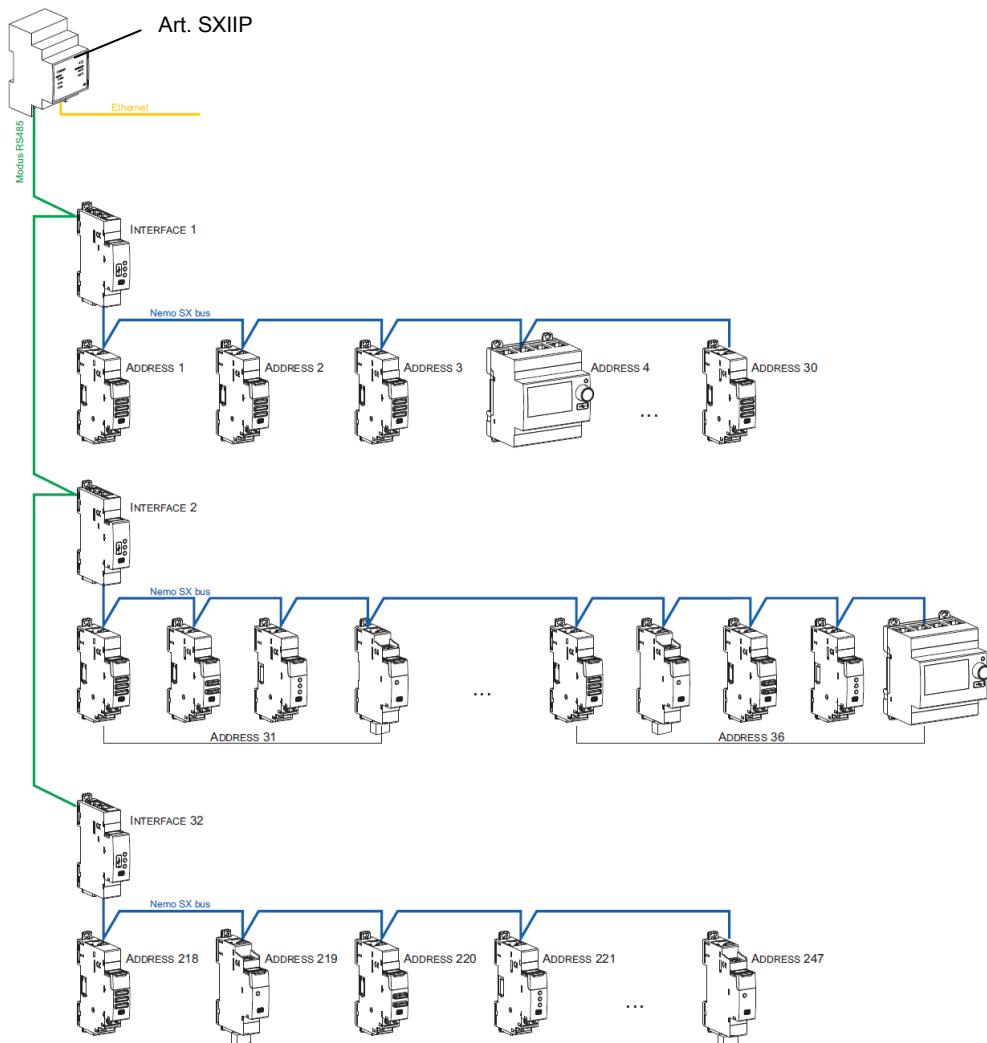 Art. SXIIP
Ethernet
Modus RS485
INTERFACE 1
Nemo SX bus
ADDRESS 1
ADDRESS 2
ADDRESS 3
ADDRESS 4
ADDRESS 30
...
INTERFACE 2
Nemo SX bus
...
ADDRESS 31
ADDRESS 36
INTERFACE 32
Nemo SX bus
ADDRESS 218
ADDRESS 219
ADDRESS 220
ADDRESS 221
ADDRESS 247
...